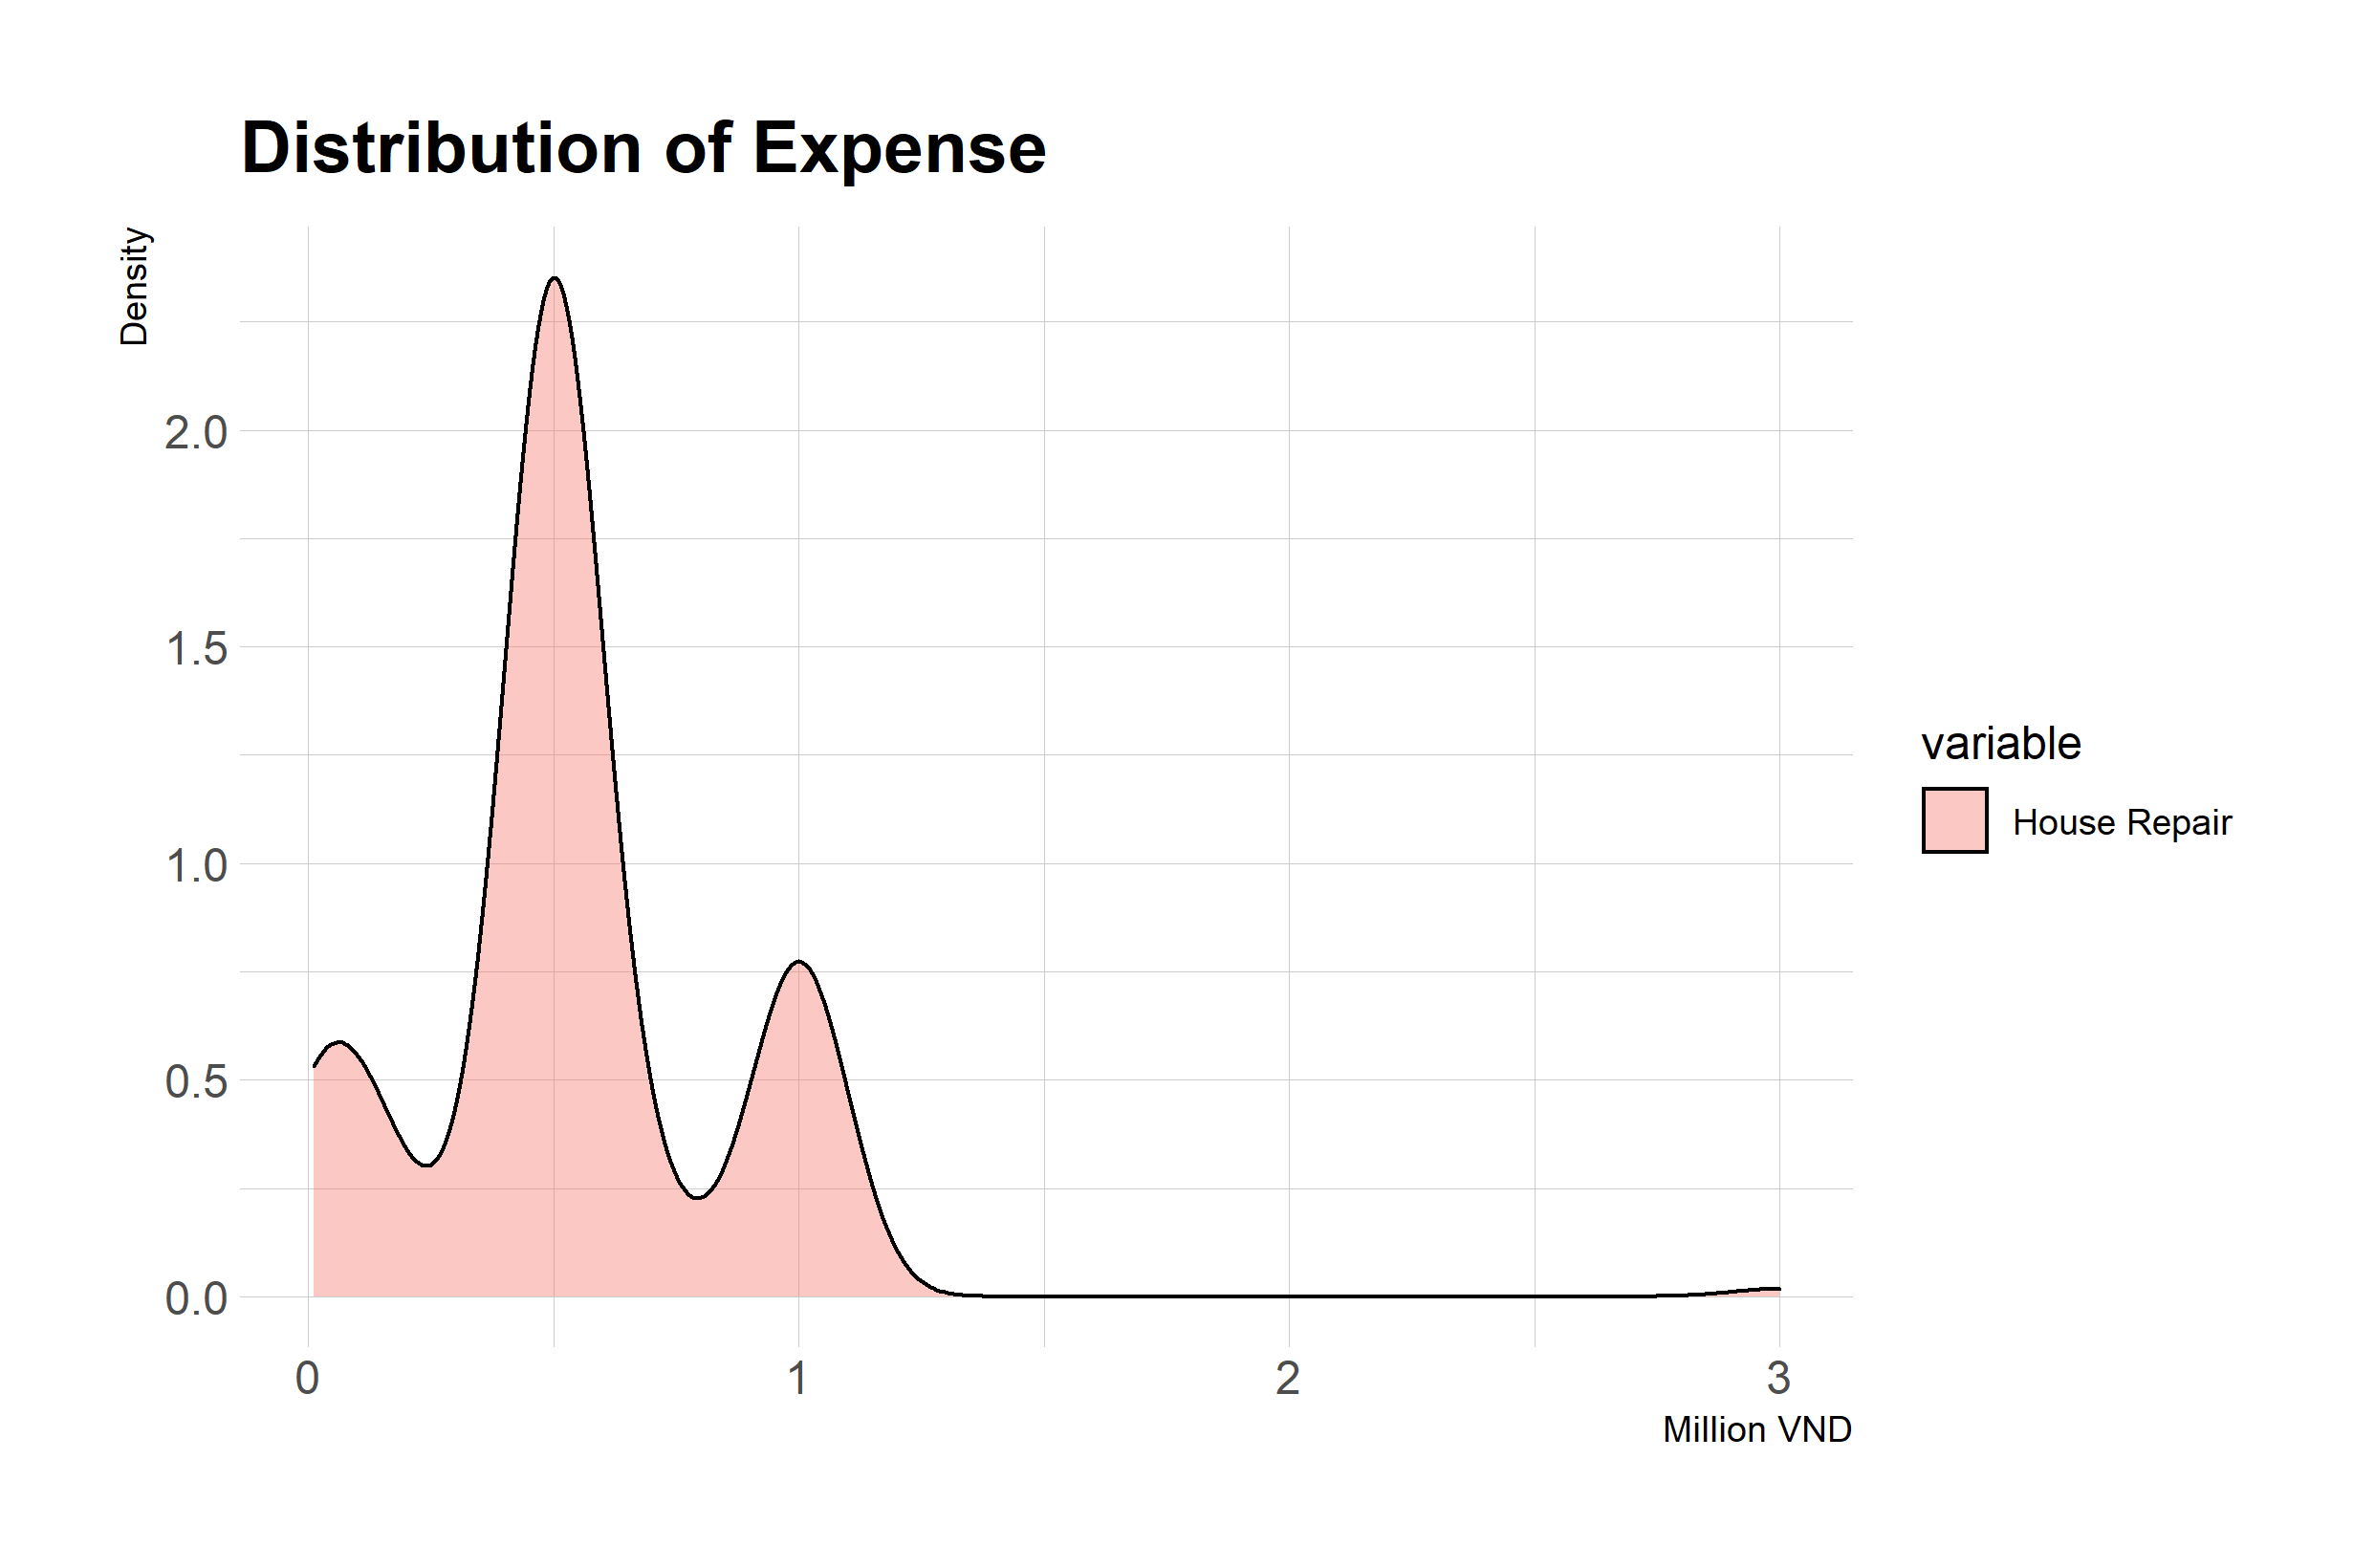 Distribution of Expense
Density
2.0
1.5
1.0
0.5
0.0
0 1 2 3
Million VND
variable
House Repair